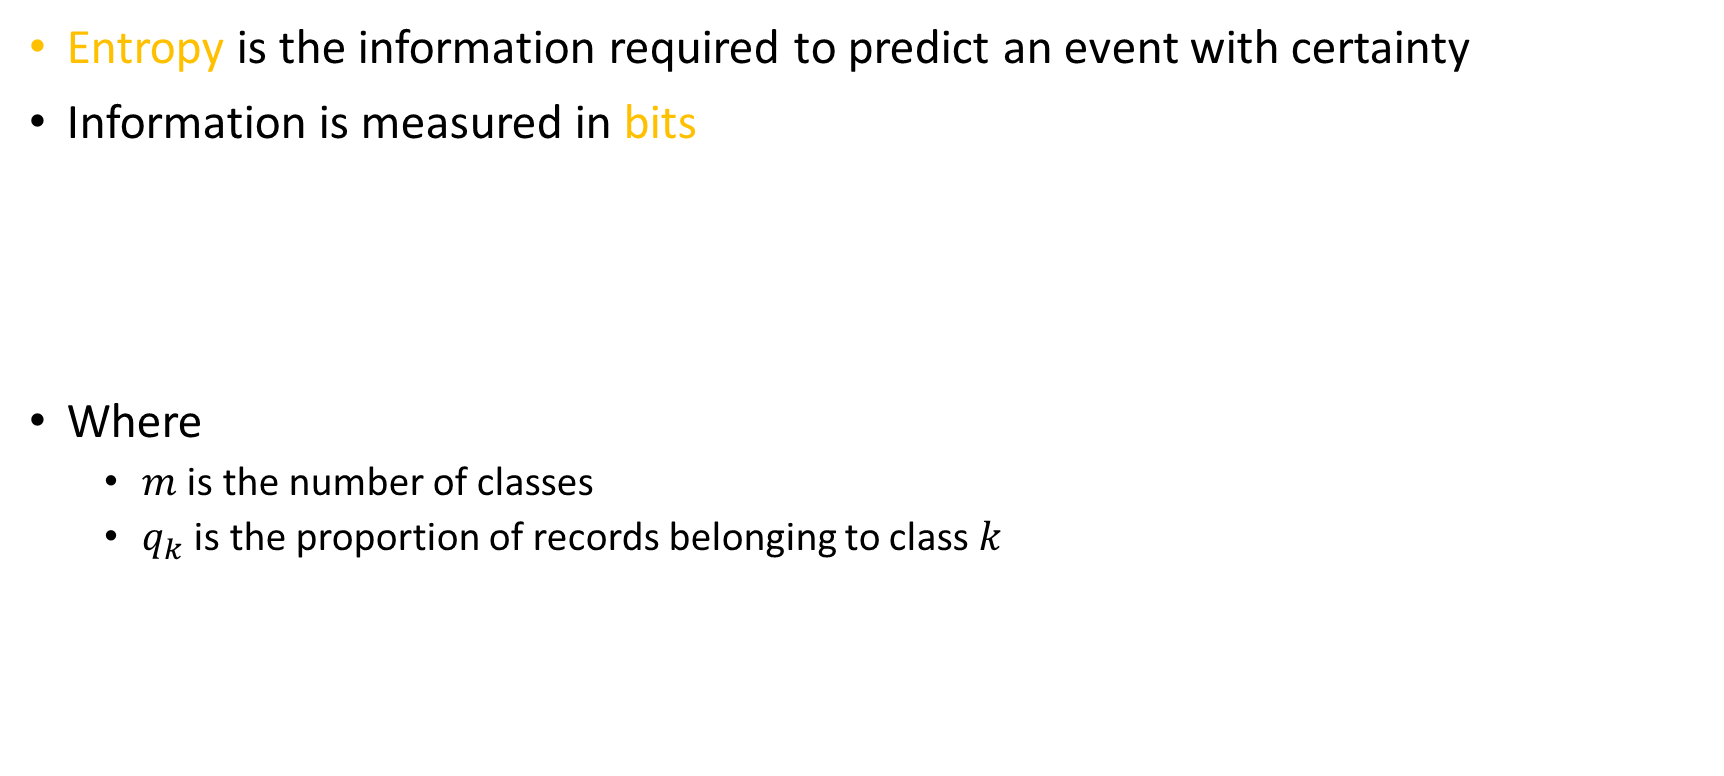 • Entropy is the information required to predict an event with certainty
• Information is measured in bits
• Where
• 𝑚 is the number of classes
• 𝑞ₖ is the proportion of records belonging to class 𝑘